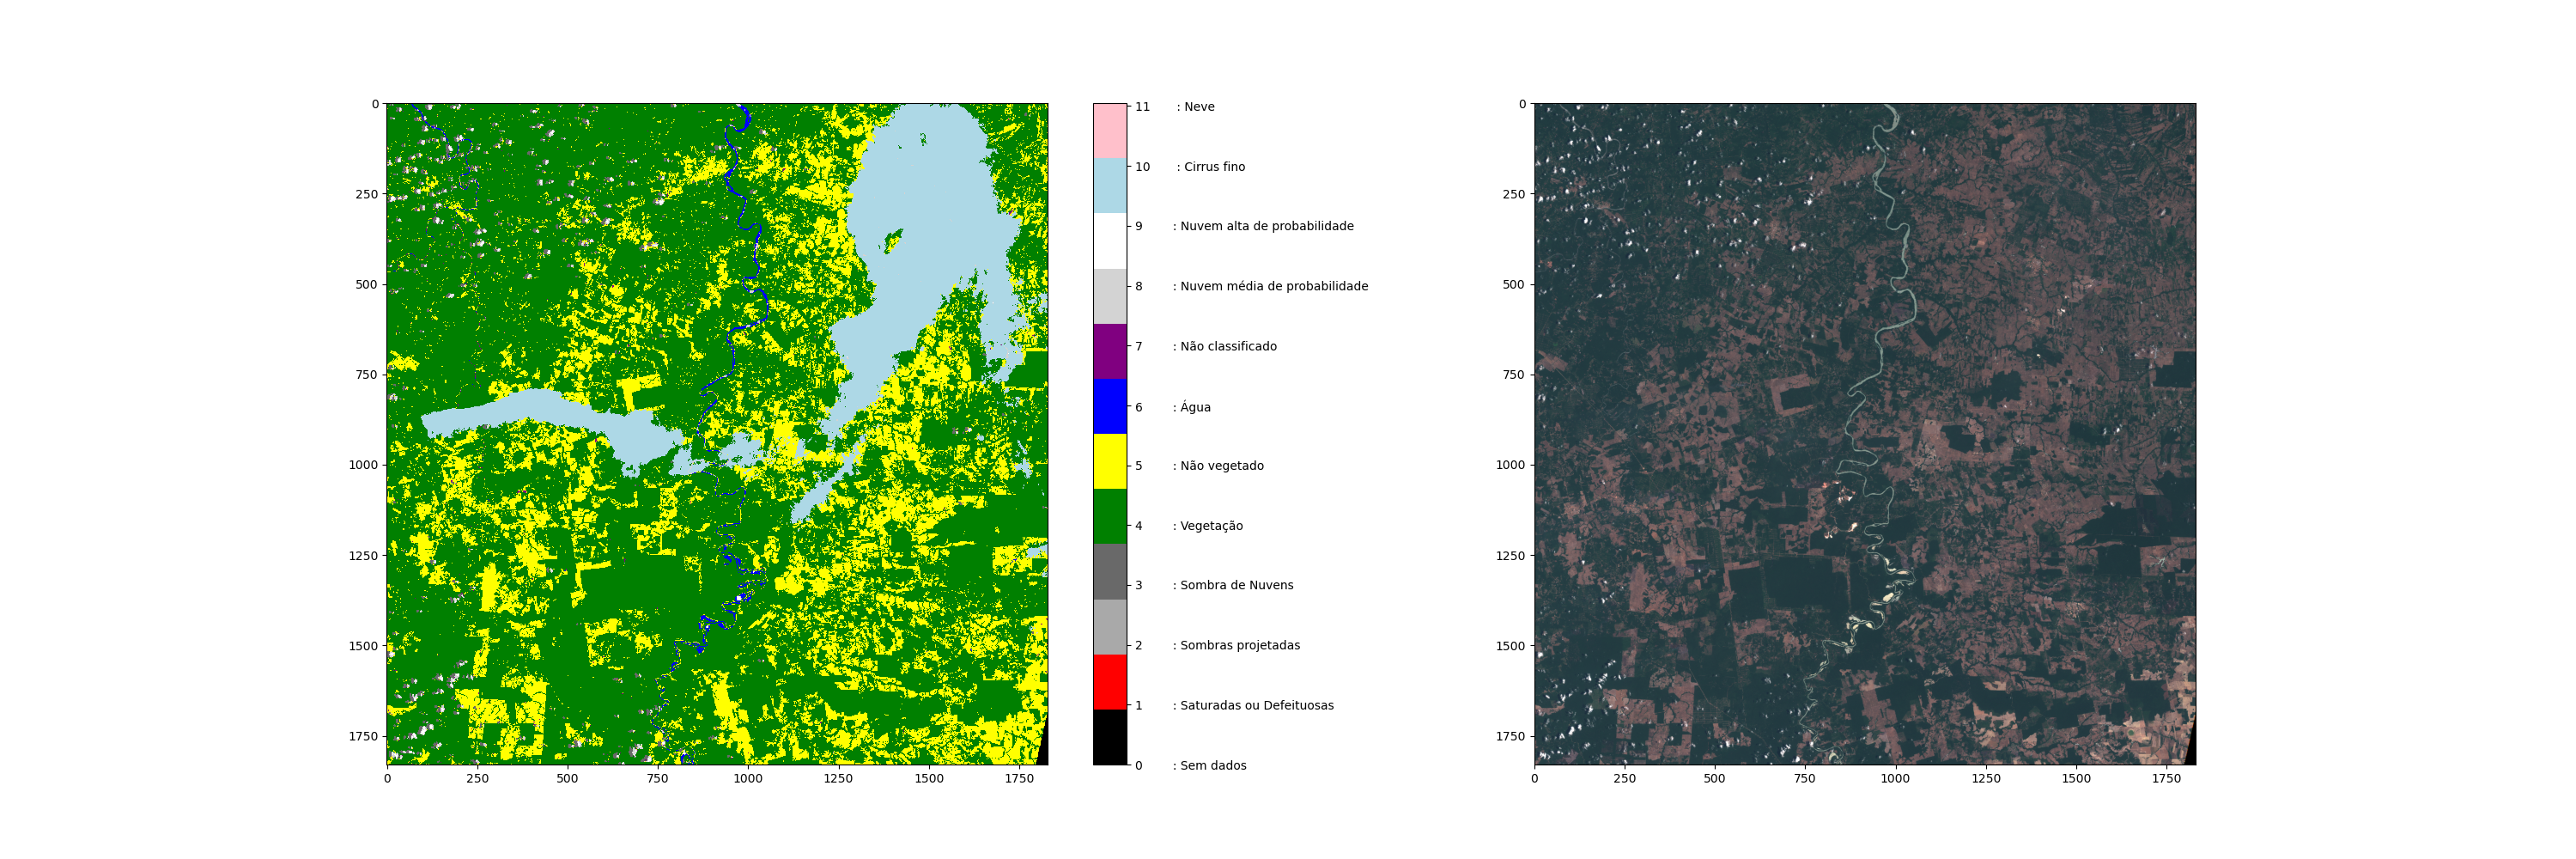 0
250
500
750
1000
1250
1500
1750
0 250 500 750 1000 1250 1500 1750
11 : Neve
10 : Cirrus fino
9 : Nuvem alta de probabilidade
8 : Nuvem média de probabilidade
7 : Não classificado
6 : Água
5 : Não vegetado
4 : Vegetação
3 : Sombra de Nuvens
2 : Sombras projetadas
1 : Saturadas ou Defeituosas
0 : Sem dados
0
250
500
750
1000
1250
1500
1750
0 250 500 750 1000 1250 1500 1750